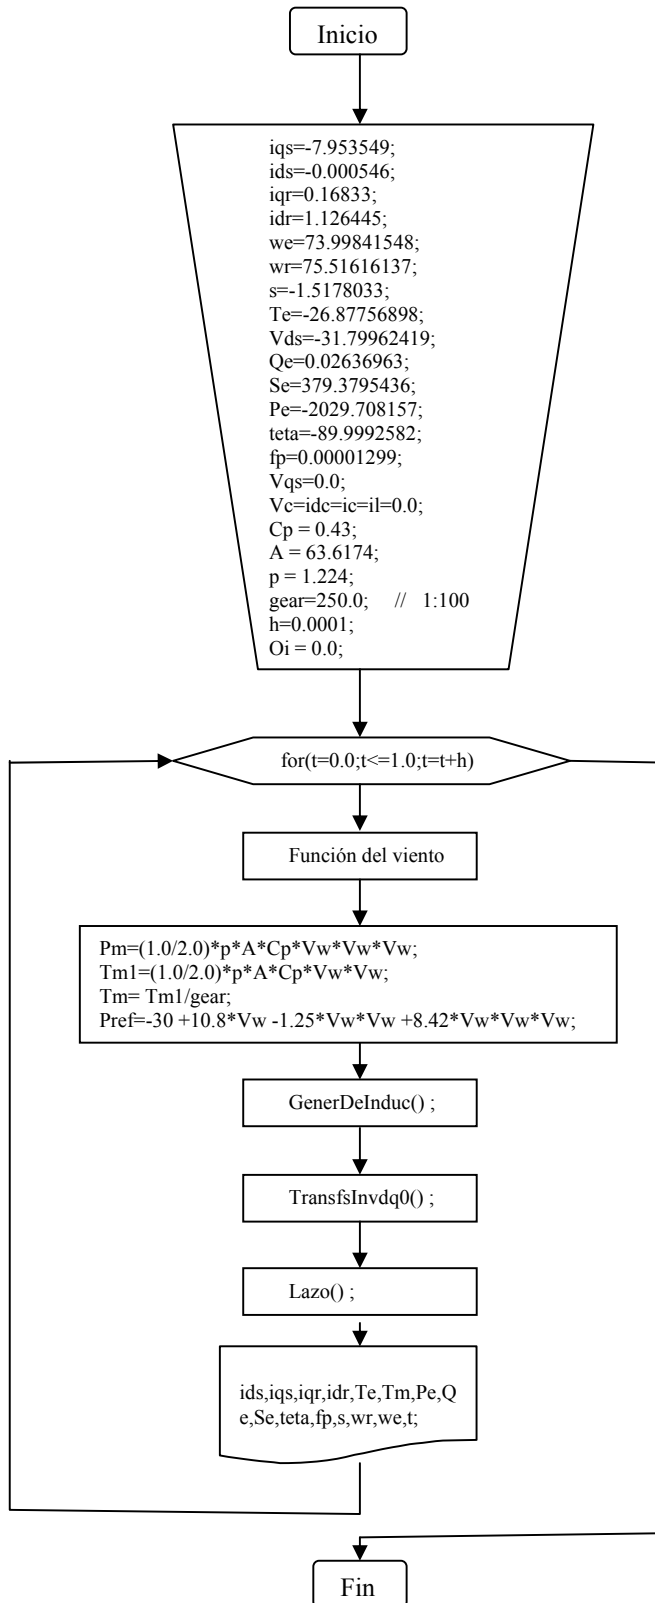 Inicio
iqs=-7.953549;
ids=-0.000546;
iqr=0.16833;
idr=1.126445;
we=73.99841548;
wr=75.51616137;
s=-1.5178033;
Te=-26.87756898;
Vds=-31.79962419;
Qe=0.02636963;
Se=379.3795436;
Pe=-2029.708157;
teta=-89.9992582;
fp=0.00001299;
Vqs=0.0;
Vc=idc=ic=il=0.0;
Cp = 0.43;
A = 63.6174;
p = 1.224;
gear=250.0; // 1:100
h=0.0001;
Oi = 0.0;
for(t=0.0;t<=1.0;t=t+h)
Función del viento
Pm=(1.0/2.0)*p*A*Cp*Vw*Vw*Vw;
Tm1=(1.0/2.0)*p*A*Cp*Vw*Vw;
Tm= Tm1/gear;
Pref=-30 +10.8*Vw -1.25*Vw*Vw +8.42*Vw*Vw*Vw;
GenerDeInduc() ;
TransfsInvdq0() ;
Lazo() ;
ids,iqs,iqr,idr,Te,Tm,Pe,Q
e,Se,teta,fp,s,wr,we,t;
Fin